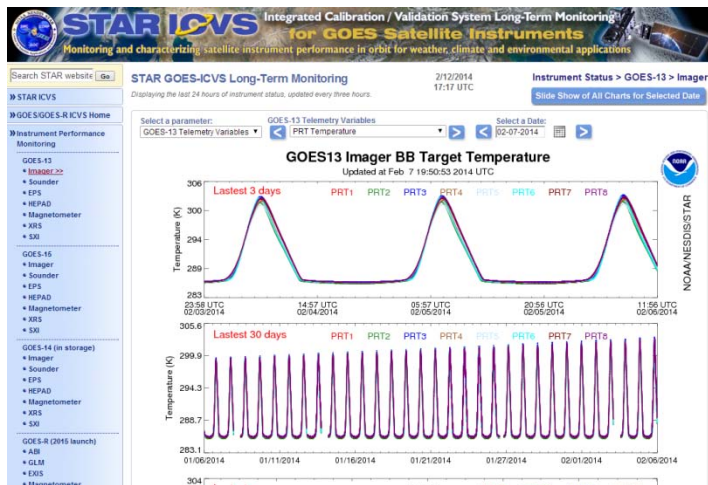 STAR ICVS
Integrated Calibration / Validation System Long-Term Monitoring
for GOES Satellite Instruments
Monitoring and characterizing satellite instrument performance in orbit for weather, climate and environmental applications
Search STAR website Go
» STAR ICVS
» GOES/GOES-R ICVS Home
» Instrument Performance
Monitoring
GOES-13
Imager >>
Sounder
EPS
HEPAD
Magnetometer
XRS
SXI
GOES-15
Imager
Sounder
EPS
HEPAD
Magnetometer
XRS
SXI
GOES-14 (in storage)
Imager
Sounder
EPS
HEPAD
Magnetometer
XRS
SXI
GOES-R (2015 launch)
ABI
GLM
EXIS
Magnetometer
STAR GOES-ICVS Long-Term Monitoring
2/12/2014
17:17 UTC
Instrument Status > GOES-13 > Imager
Displaying the last 24 hours of instrument status, updated every three hours.
Slide Show of All Charts for Selected Date
Select a parameter:
GOES-13 Telemetry Variables
GOES-13 Telemetry Variables
PRT Temperature
Select a Date:
02-07-2014
GOES13 Imager BB Target Temperature
Updated at Feb 7 19:50:53 2014 UTC
NOAA
Lastest 3 days PRT1 PRT2 PRT3 PRT4 PRT5 PRT6 PRT7 PRT8
Temperature (K)
306
300
294
289
283
23:58 UTC 14:57 UTC 05:57 UTC 20:56 UTC 11:56 UTC
02/03/2014 02/04/2014 02/05/2014 02/05/2014 02/06/2014
NOAA/NESDIS/STAR
Lastest 30 days PRT1 PRT2 PRT3 PRT4 PRT5 PRT6 PRT7 PRT8
Temperature (K)
305.6
299.9
294.3
288.7
283.1
01/06/2014 01/11/2014 01/16/2014 01/21/2014 01/27/2014 02/01/2014 02/06/2014
304